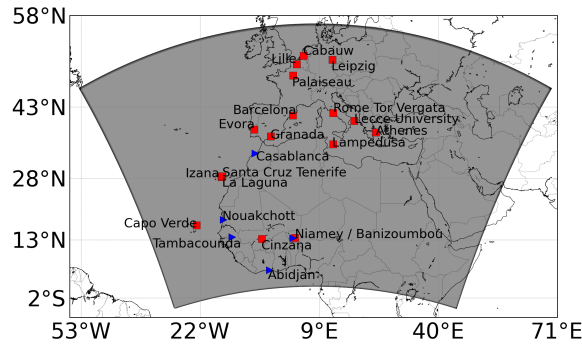 58°N
Cabauw
Lille
Leipzig
Palaiseau
43°N
Barcelona
Rome Tor Vergata
Evora
Lecce University
Granada
Athenes
Lampedusa
Casablanca
28°N
Izana Santa Cruz Tenerife
La Laguna
Nouakchott
Capo Verde
13°N
Tambacounda
Cinzana
Niamey / Banizoumbou
Abidjan
2°S
53°W
22°W
9°E
40°E
71°E